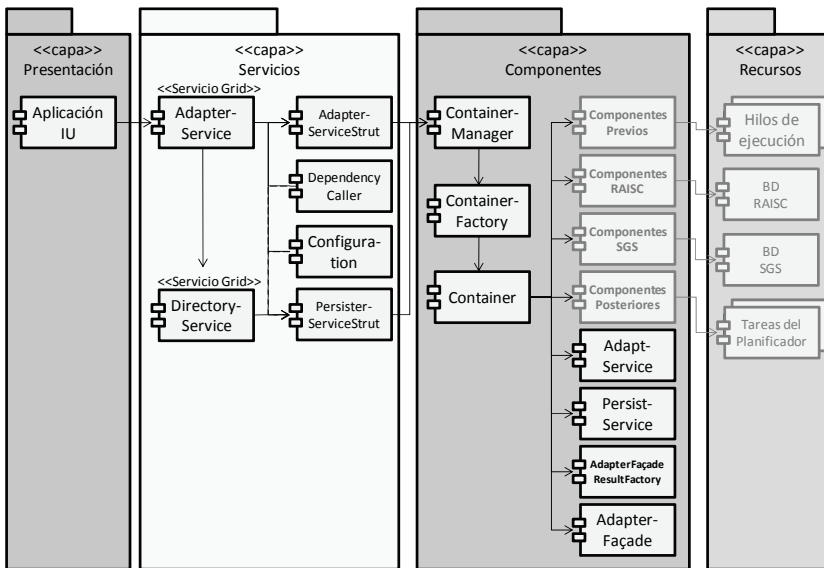 <<capa>>
Presentación
Aplicación
IU
<<capa>>
Servicios
<<Servicio Grid>>
Adapter-
Service
Adapter-
ServiceStrut
Dependency
Caller
Configura-
tion
<<Servicio Grid>>
Directory-
Service
Persister-
ServiceStrut
<<capa>>
Componentes
Container-
Manager
Container-
Factory
Container
Componentes
Previos
Componentes
RAISC
Componentes
SGS
Componentes
Posteriores
Adapt-
Service
Persist-
Service
AdapterFaçade
ResultFactory
Adapter-
Façade
<<capa>>
Recursos
Hilos de
ejecución
BD
RAISC
BD
SGS
Tareas del
Planificador